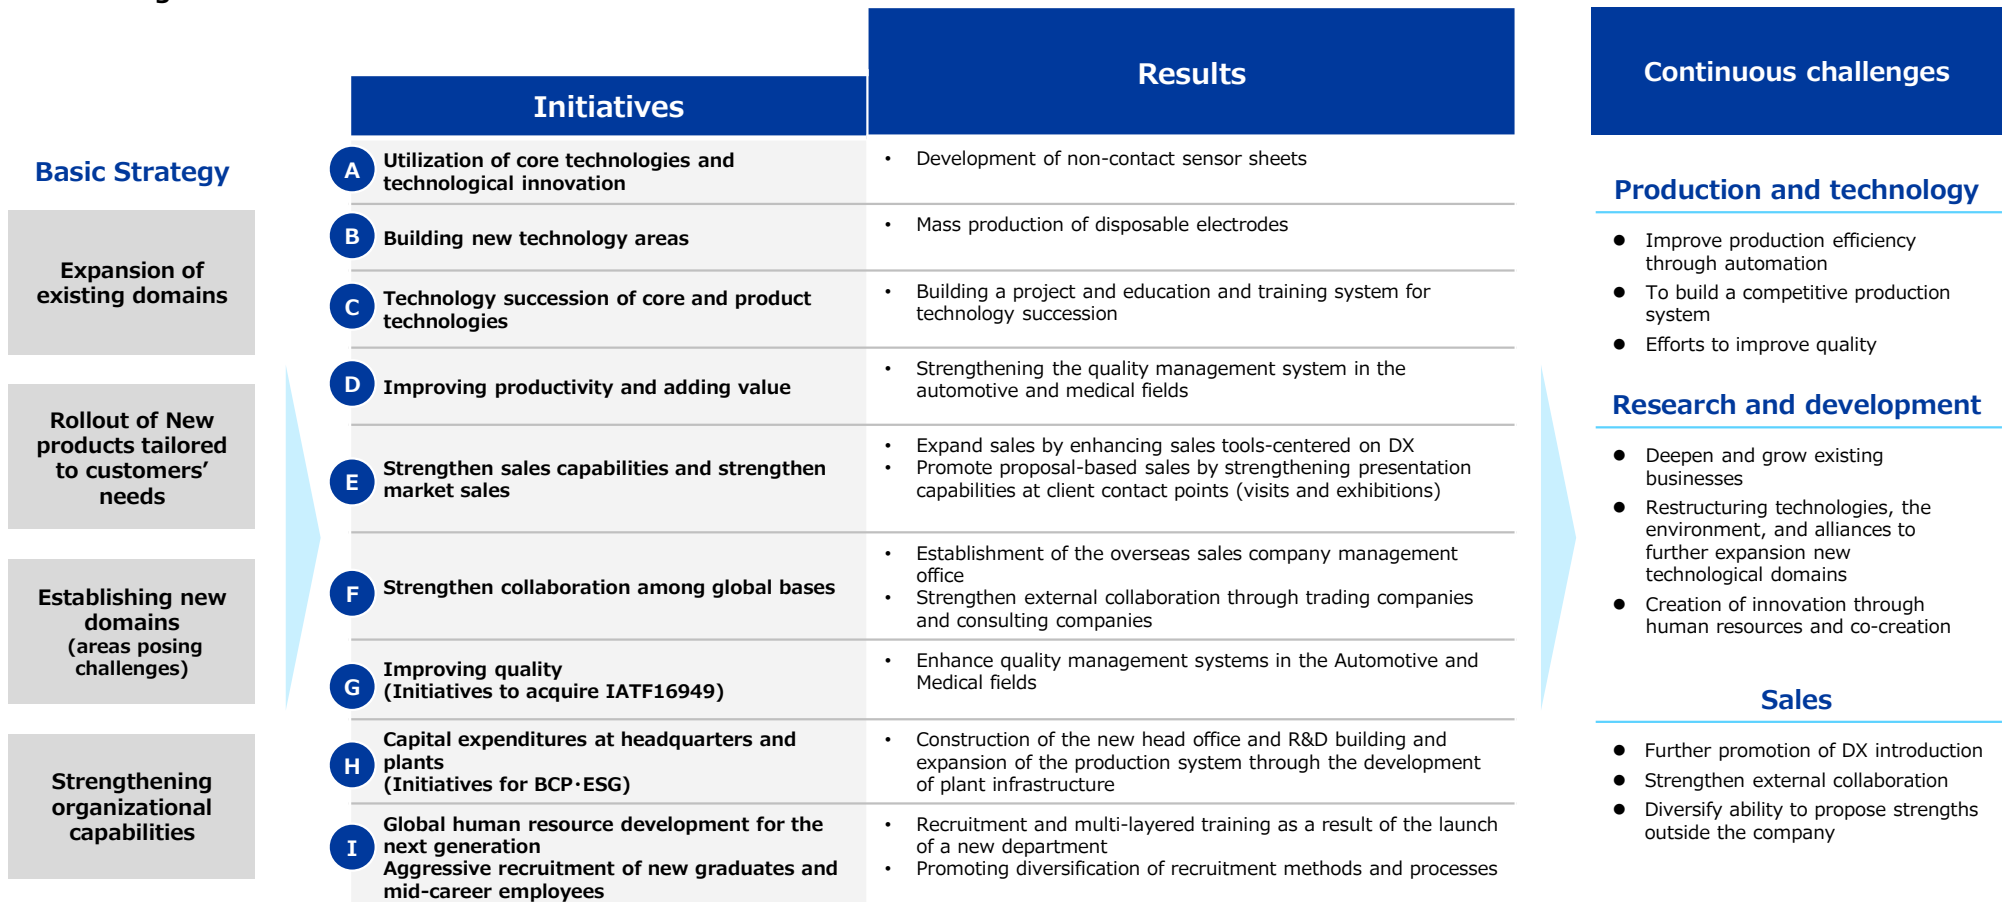 Initiatives
Results
Continuous challenges
Basic Strategy
Expansion of
existing domains
Rollout of New
products tailored
to customers’
needs
Establishing new
domains
(areas posing
challenges)
Strengthening
organizational
capabilities
A
Utilization of core technologies and
technological innovation
• Development of non-contact sensor sheets
B
Building new technology areas
• Mass production of disposable electrodes
C
Technology succession of core and product
technologies
• Building a project and education and training system for
technology succession
D
Improving productivity and adding value
• Strengthening the quality management system in the
automotive and medical fields
E
Strengthen sales capabilities and strengthen
market sales
• Expand sales by enhancing sales tools-centered on DX
• Promote proposal-based sales by strengthening presentation
capabilities at client contact points (visits and exhibitions)
F
Strengthen collaboration among global bases
• Establishment of the overseas sales company management
office
• Strengthen external collaboration through trading companies
and consulting companies
G
Improving quality
(Initiatives to acquire IATF16949)
• Enhance quality management systems in the Automotive and
Medical fields
H
Capital expenditures at headquarters and
plants
(Initiatives for BCP･ESG)
• Construction of the new head office and R&D building and
expansion of the production system through the development
of plant infrastructure
I
Global human resource development for the
next generation
Aggressive recruitment of new graduates and
mid-career employees
• Recruitment and multi-layered training as a result of the launch
of a new department
• Promoting diversification of recruitment methods and processes
Production and technology
● Improve production efficiency
through automation
● To build a competitive production
system
● Efforts to improve quality
Research and development
● Deepen and grow existing
businesses
● Restructuring technologies, the
environment, and alliances to
further expansion new
technological domains
● Creation of innovation through
human resources and co-creation
Sales
● Further promotion of DX introduction
● Strengthen external collaboration
● Diversify ability to propose strengths
outside the company